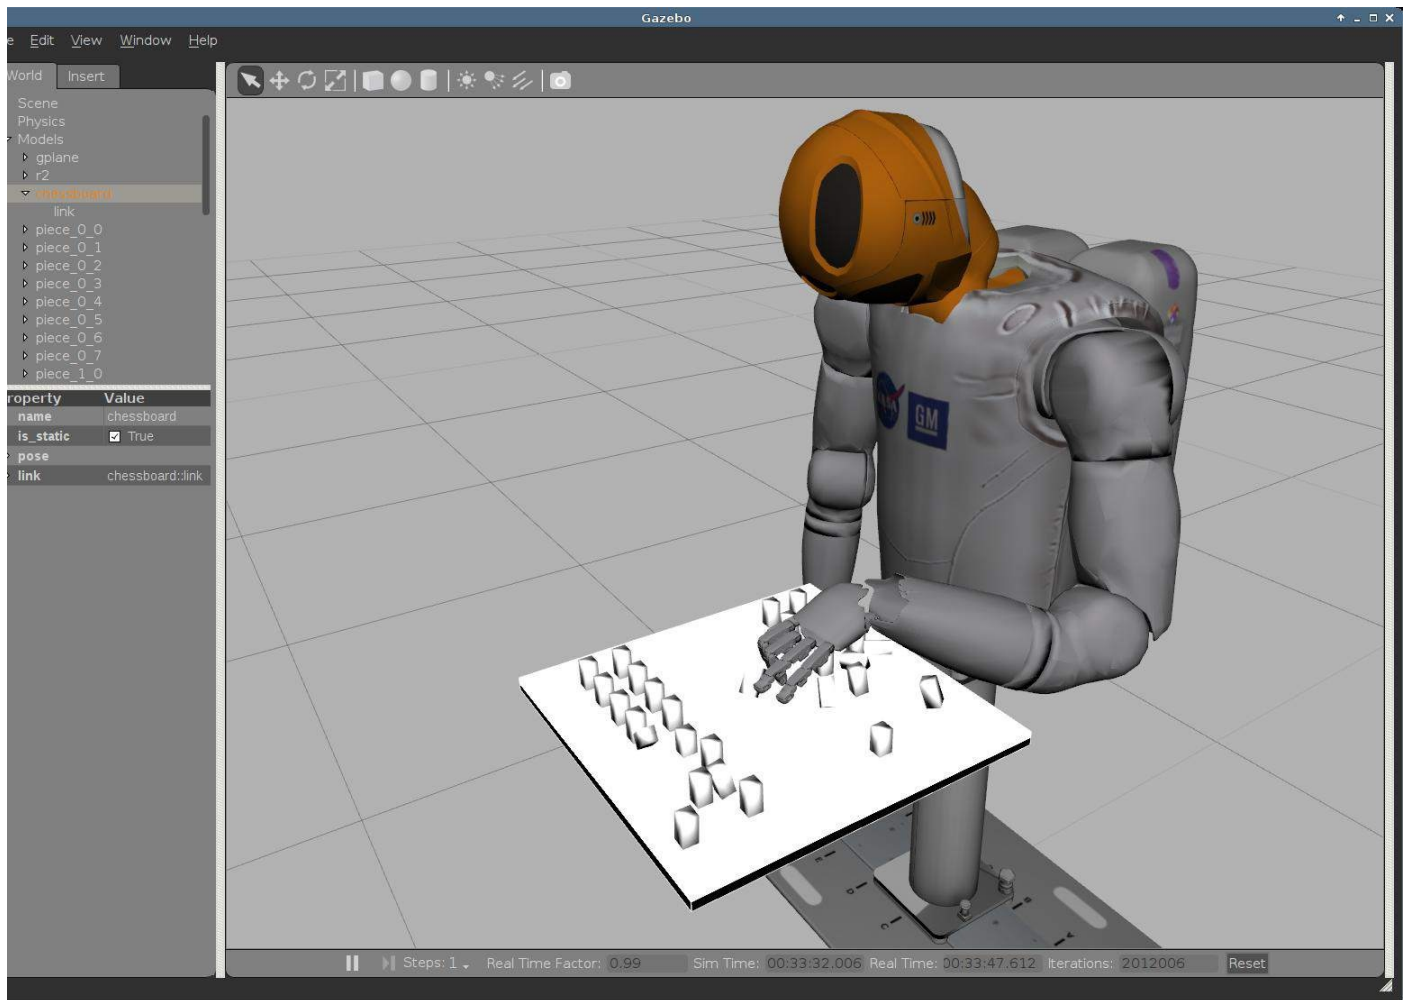 Gazebo
e Edit View Window Help
World Insert
Scene
Physics
Models
gplane
r2
chessboard
link
piece_0_0
piece_0_1
piece_0_2
piece_0_3
piece_0_4
piece_0_5
piece_0_6
piece_0_7
piece_1_0
roperty Value
name chessboard
is_static True
pose
link chessboard::link
NASA
GM
Steps: 1 Real Time Factor: 0.99 Sim Time: 00:33:32.006 Real Time: 00:33:47.612 Iterations: 2012006 Reset